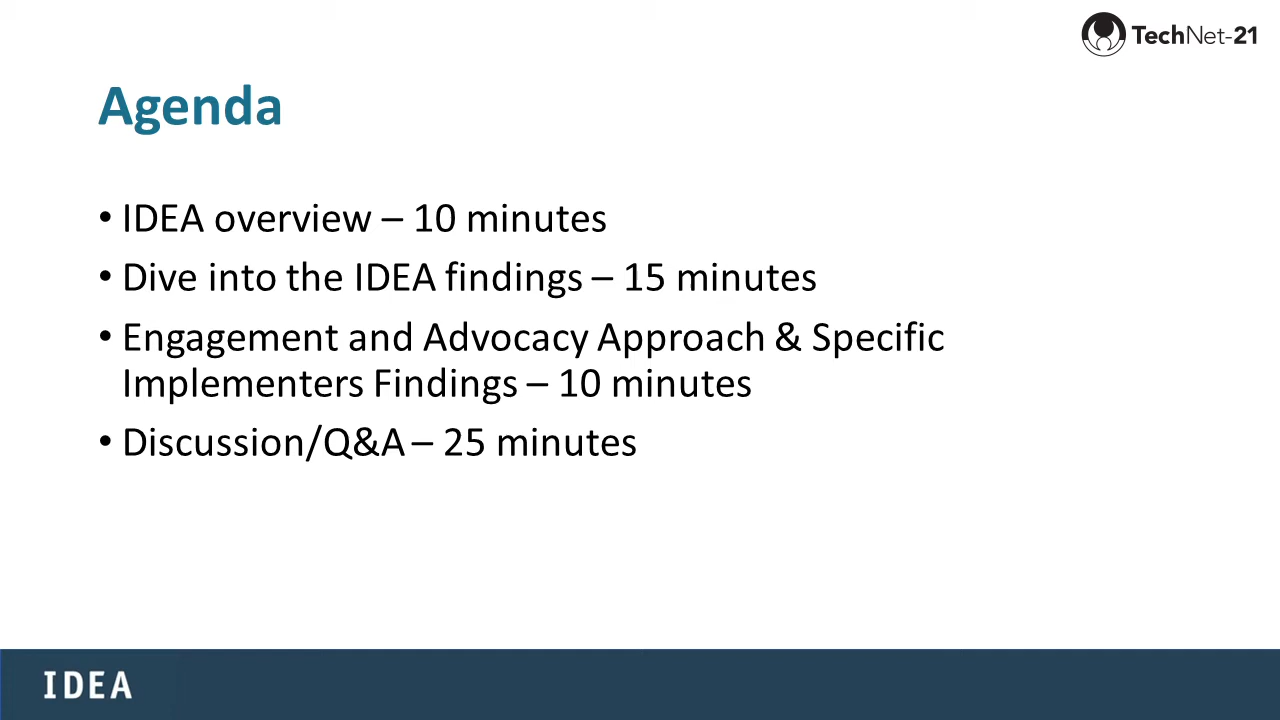 TechNet-21
Agenda
• IDEA overview – 10 minutes
• Dive into the IDEA findings – 15 minutes
• Engagement and Advocacy Approach & Specific
Implementers Findings – 10 minutes
• Discussion/Q&A – 25 minutes
IDEA